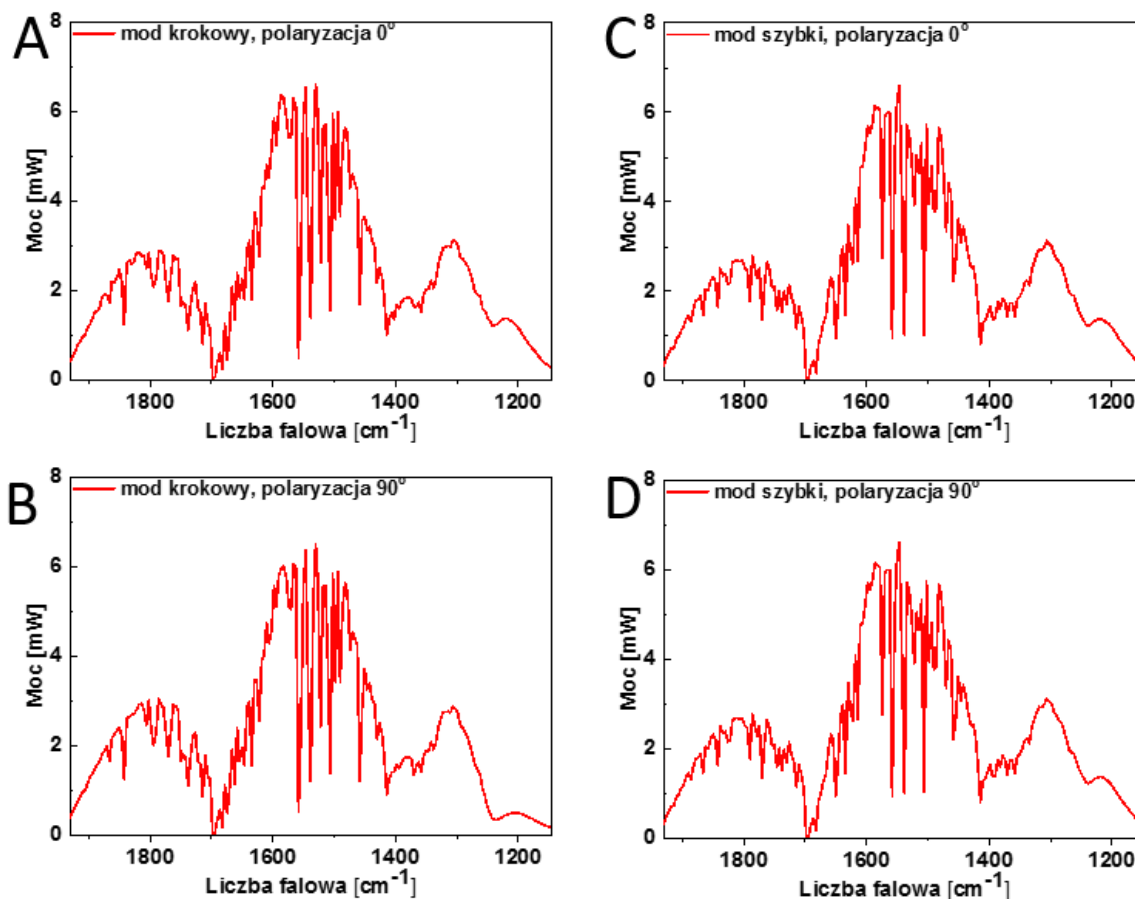 A
mod krokowy, polaryzacja 0°
8
6
4
2
0
Moc [mW]
1800 1600 1400 1200
Liczba falowa [cm⁻¹]
C
mod szybki, polaryzacja 0°
8
6
4
2
0
Moc [mW]
1800 1600 1400 1200
Liczba falowa [cm⁻¹]
B
mod krokowy, polaryzacja 90°
8
6
4
2
0
Moc [mW]
1800 1600 1400 1200
Liczba falowa [cm⁻¹]
D
mod szybki, polaryzacja 90°
8
6
4
2
0
Moc [mW]
1800 1600 1400 1200
Liczba falowa [cm⁻¹]